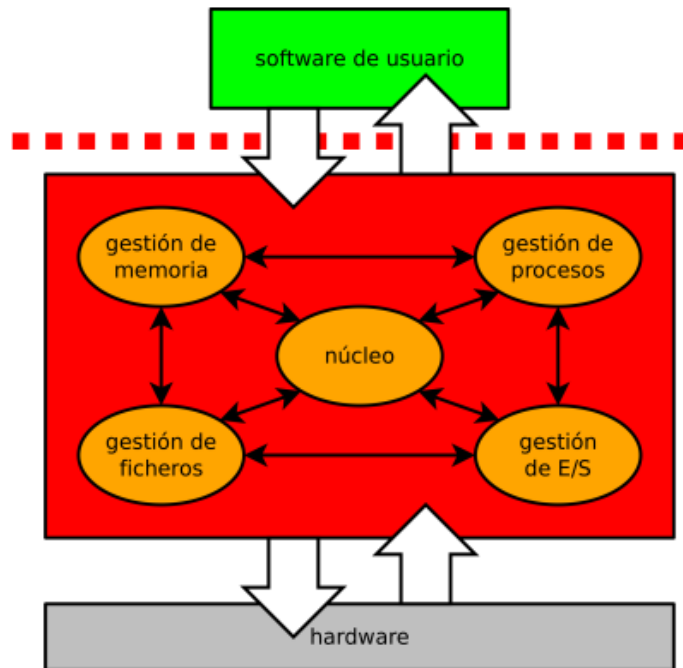 software de usuario
gestión de
memoria
gestión de
procesos
núcleo
gestión de
ficheros
gestión
de E/S
hardware